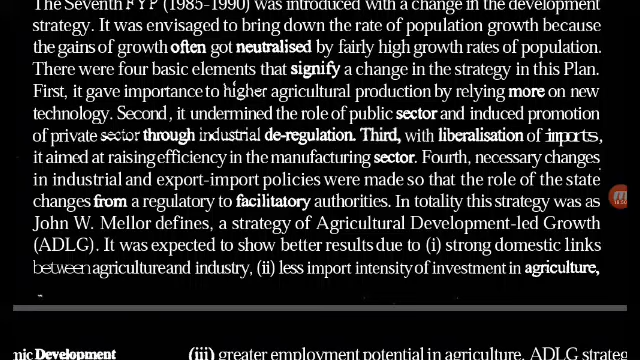 The Seventh FYP (1985-1990) was introduced with a change in the development
strategy. It was envisaged to bring down the rate of population growth because
the gains of growth often got neutralised by fairly high growth rates of population.
There were four basic elements that signify a change in the strategy in this Plan.
First, it gave importance to higher agricultural production by relying more on new
technology. Second, it undermined the role of public sector and induced promotion
of private sector through industrial de-regulation. Third, with liberalisation of imports,
it aimed at raising efficiency in the manufacturing sector. Fourth, necessary changes
in industrial and export-import policies were made so that the role of the state
changes from a regulatory to facilitatory authorities. In totality this strategy was as
John W. Mellor defines, a strategy of Agricultural Development-led Growth
(ADLG). It was expected to show better results due to (i) strong domestic links
between agriculture and industry, (ii) less import intensity of investment in agriculture,
mic Development (iii) greater employment potential in agriculture. ADLG strateg